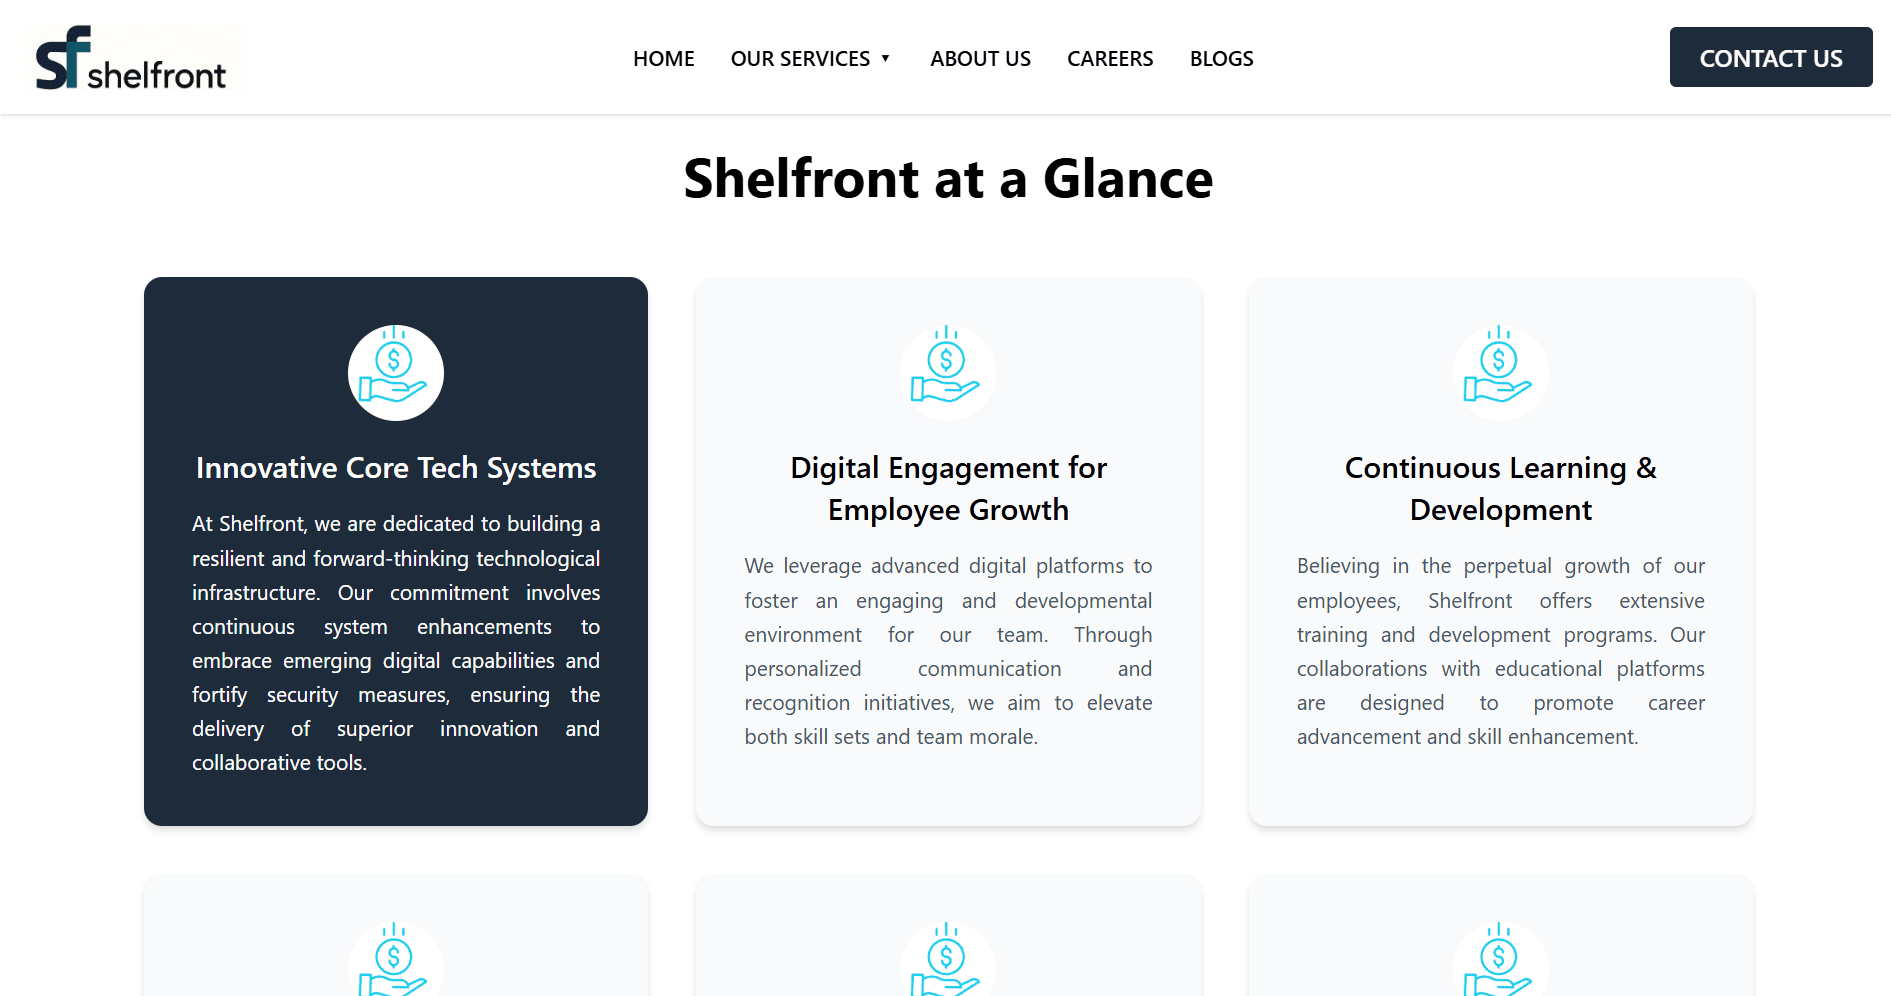 sf shelfront
HOME OUR SERVICES ▼ ABOUT US CAREERS BLOGS
CONTACT US
Shelfront at a Glance
$
Innovative Core Tech Systems
At Shelfront, we are dedicated to building a
resilient and forward-thinking technological
infrastructure. Our commitment involves
continuous system enhancements to
embrace emerging digital capabilities and
fortify security measures, ensuring the
delivery of superior innovation and
collaborative tools.
$
Digital Engagement for
Employee Growth
We leverage advanced digital platforms to
foster an engaging and developmental
environment for our team. Through
personalized communication and
recognition initiatives, we aim to elevate
both skill sets and team morale.
$
Continuous Learning &
Development
Believing in the perpetual growth of our
employees, Shelfront offers extensive
training and development programs. Our
collaborations with educational platforms
are designed to promote career
advancement and skill enhancement.
$
$
$